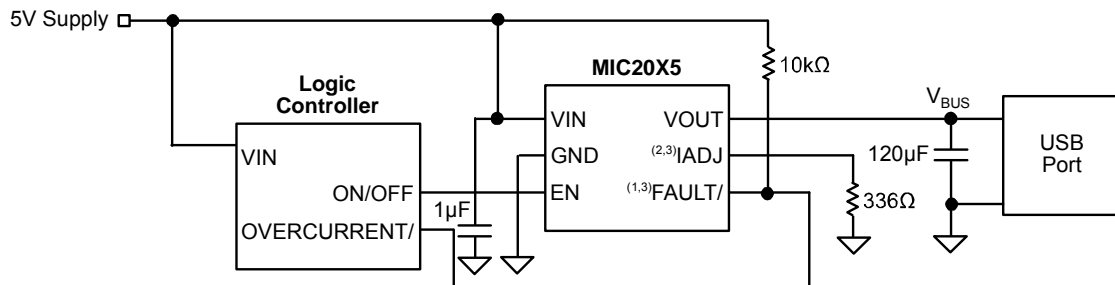 5V Supply
Logic
Controller
VIN
ON/OFF
OVERCURRENT/
1µF
MIC20X5
VIN
GND
EN
VOUT
(2,3)IADJ
(1,3)FAULT/
10kΩ
336Ω
VBUS
120µF
USB
Port